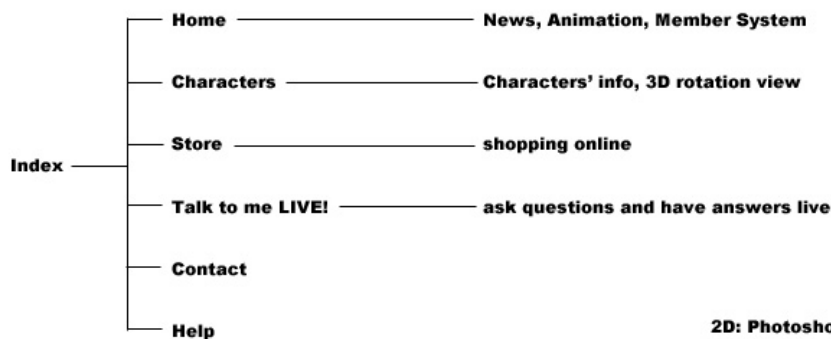 Home News, Animation, Member System
Characters Characters’ info, 3D rotation view
Store shopping online
Index
Talk to me LIVE! ask questions and have answers live
Contact
Help
2D: Photosho